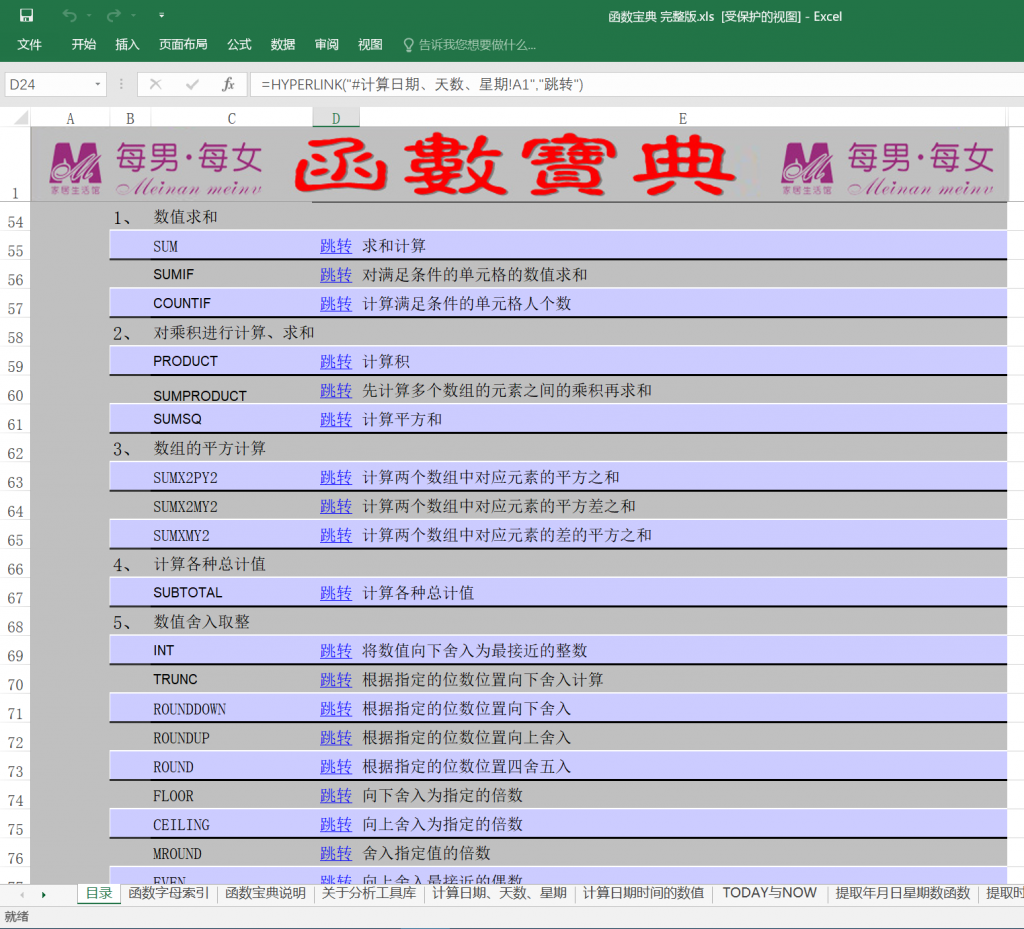 函数宝典 完整版.xls [受保护的视图] - Excel
文件 开始 插入 页面布局 公式 数据 审阅 视图 告诉我您想要做什么...
D24 fx =HYPERLINK("#计算日期、天数、星期!A1","跳转")
A B C D E
1 每男·每女 家居生活馆 Meinan meinv 函數寶典 每男·每女 家居生活馆 Meinan meinv
54 1、 数值求和
55 SUM 跳转 求和计算
56 SUMIF 跳转 对满足条件的单元格的数值求和
57 COUNTIF 跳转 计算满足条件的单元格人个数
58 2、 对乘积进行计算、求和
59 PRODUCT 跳转 计算积
60 SUMPRODUCT 跳转 先计算多个数组的元素之间的乘积再求和
61 SUMSQ 跳转 计算平方和
62 3、 数组的平方计算
63 SUMX2PY2 跳转 计算两个数组中对应元素的平方之和
64 SUMX2MY2 跳转 计算两个数组中对应元素的平方差之和
65 SUMXMY2 跳转 计算两个数组中对应元素的差的平方之和
66 4、 计算各种总计值
67 SUBTOTAL 跳转 计算各种总计值
68 5、 数值舍入取整
69 INT 跳转 将数值向下舍入为最接近的整数
70 TRUNC 跳转 根据指定的位数位置向下舍入计算
71 ROUNDDOWN 跳转 根据指定的位数位置向下舍入
72 ROUNDUP 跳转 根据指定的位数位置向上舍入
73 ROUND 跳转 根据指定的位数位置四舍五入
74 FLOOR 跳转 向下舍入为指定的倍数
75 CEILING 跳转 向上舍入为指定的倍数
76 MROUND 跳转 舍入指定值的倍数
77 EVEN 跳转 向上舍入最接近的偶数
目录 函数字母索引 函数宝典说明 关于分析工具库 计算日期、天数、星期 计算日期时间的数值 TODAY与NOW 提取年月日星期数函数 提取时
就绪